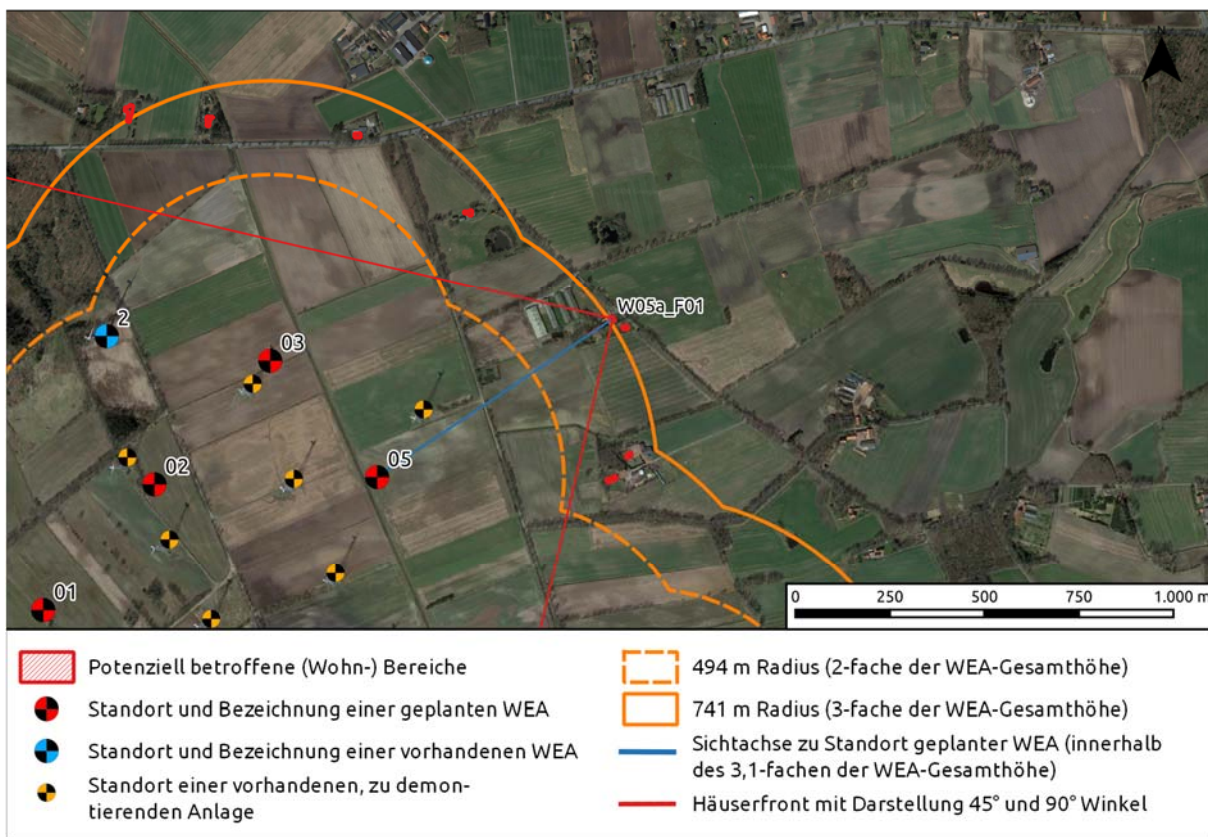 W05a_F01
2
03
02
05
01
0 250 500 750 1.000 m
Potenziell betroffene (Wohn-) Bereiche
Standort und Bezeichnung einer geplanten WEA
Standort und Bezeichnung einer vorhandenen WEA
Standort einer vorhandenen, zu demon-
tierenden Anlage
494 m Radius (2-fache der WEA-Gesamthöhe)
741 m Radius (3-fache der WEA-Gesamthöhe)
Sichtachse zu Standort geplanter WEA (innerhalb
des 3,1-fachen der WEA-Gesamthöhe)
Häuserfront mit Darstellung 45° und 90° Winkel